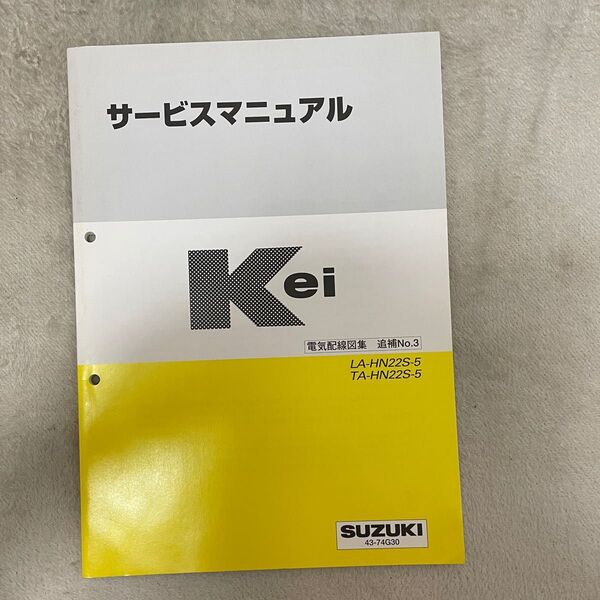 サービスマニュアル
Kei
電気配線図集 追補No.3
LA-HN22S-5
TA-HN22S-5
SUZUKI
43-74G30